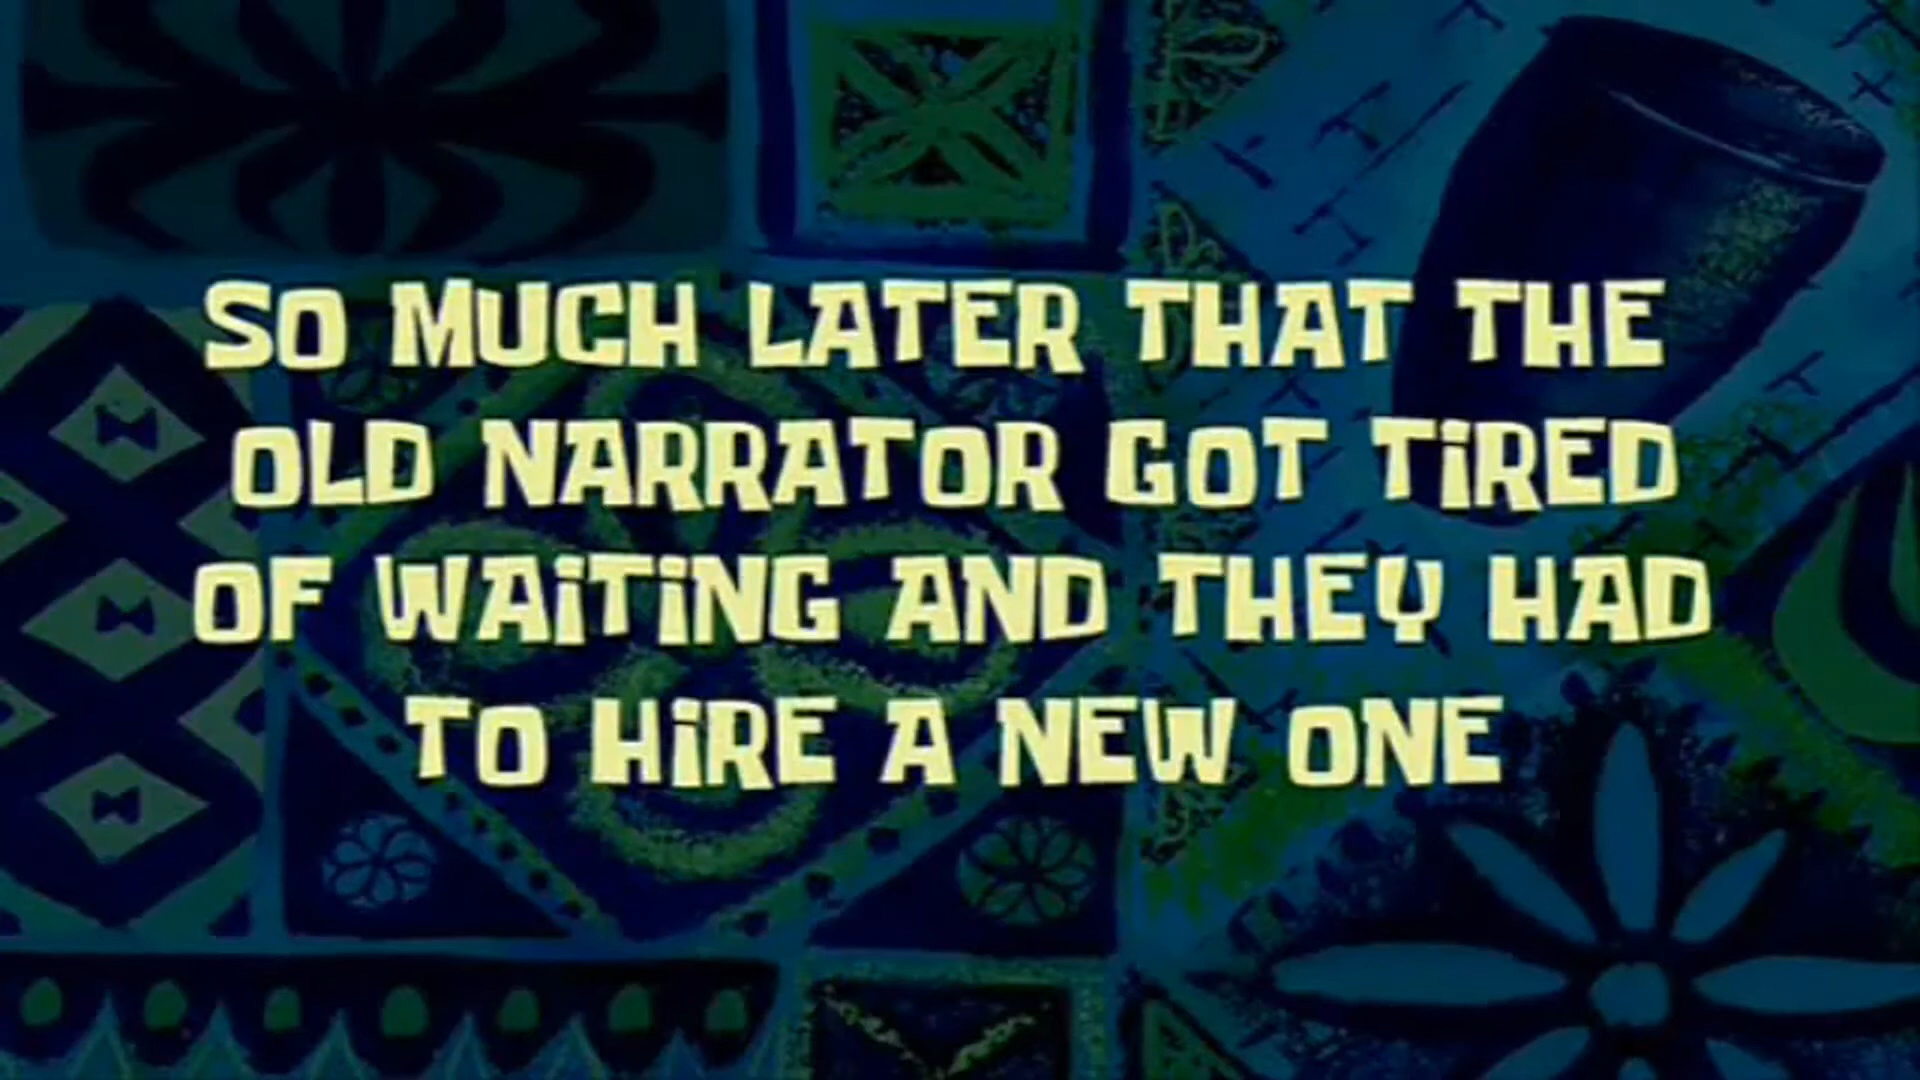 SO MUCH LATER THAT THE
OLD NARRATOR GOT TiRED
OF WAiTiNG AND THEY HAD
TO HiRE A NEW ONE